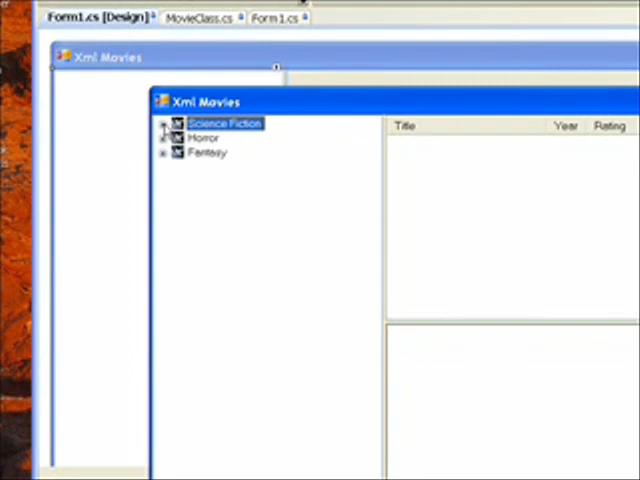 Form1.cs [Design]* MovieClass.cs Form1.cs
Xml Movies
Xml Movies
Science Fiction
Horror
Fantasy
Title Year Rating